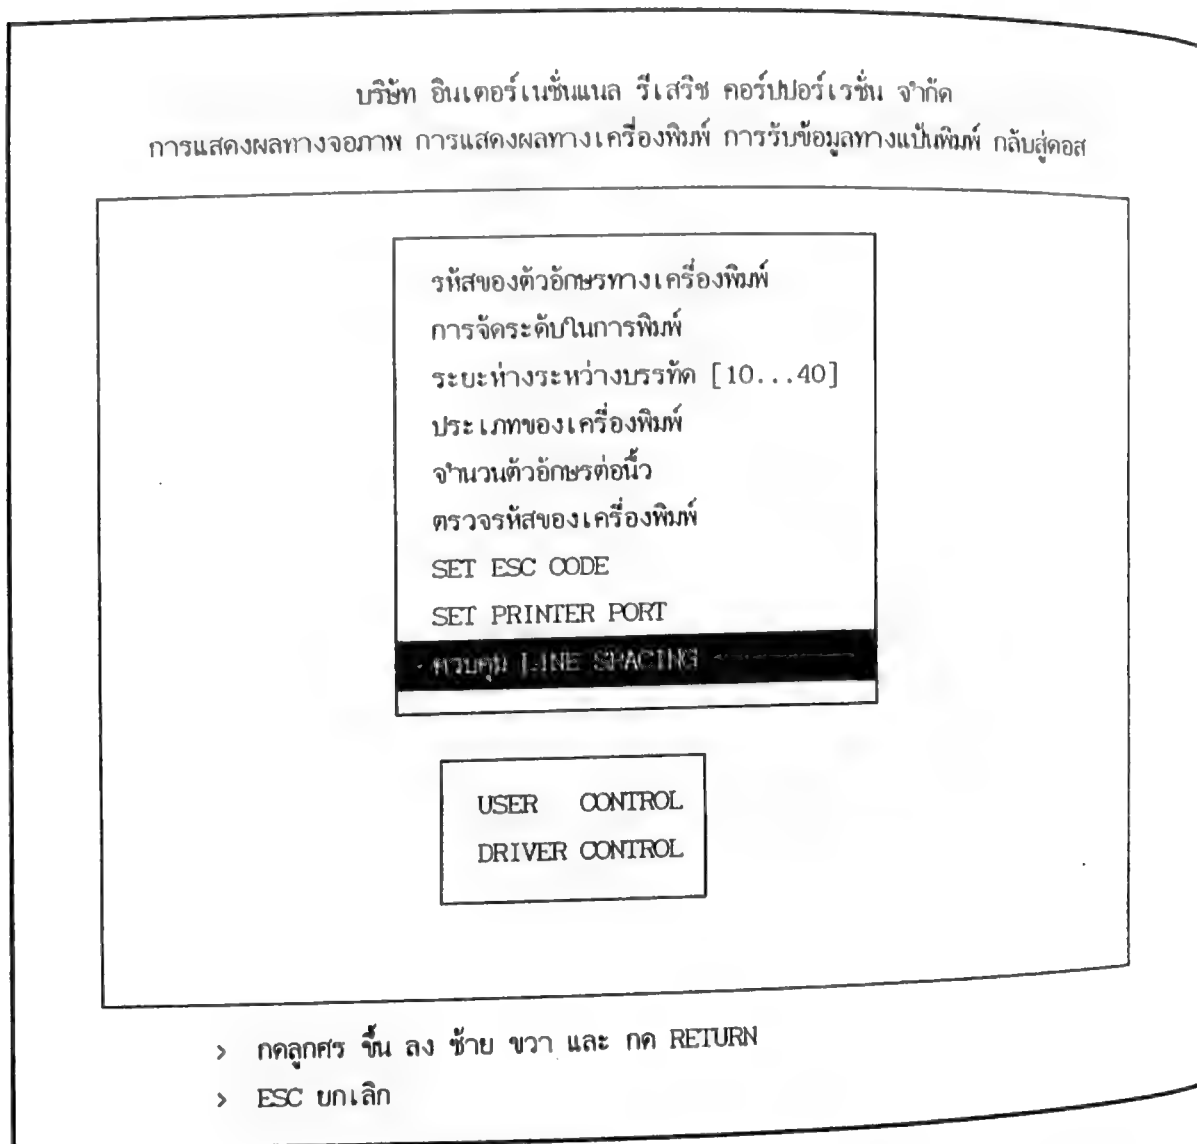 บริษัท อินเตอร์เนชั่นแนล รีเสริช คอร์ปปอร์เรชั่น จำกัด
การแสดงผลทางจอภาพ การแสดงผลทางเครื่องพิมพ์ การรับข้อมูลทางแป้นพิมพ์ กลับสู่ดอส
รหัสของตัวอักษรทางเครื่องพิมพ์
การจัดระดับในการพิมพ์
ระยะห่างระหว่างบรรทัด [10...40]
ประเภทของเครื่องพิมพ์
จำนวนตัวอักษรต่อนิ้ว
ตรวจรหัสของเครื่องพิมพ์
SET ESC CODE
SET PRINTER PORT
ควบคุม LINE SPACING
USER CONTROL
DRIVER CONTROL
> กดลูกศร ขึ้น ลง ซ้าย ขวา และ กด RETURN
> ESC ยกเลิก